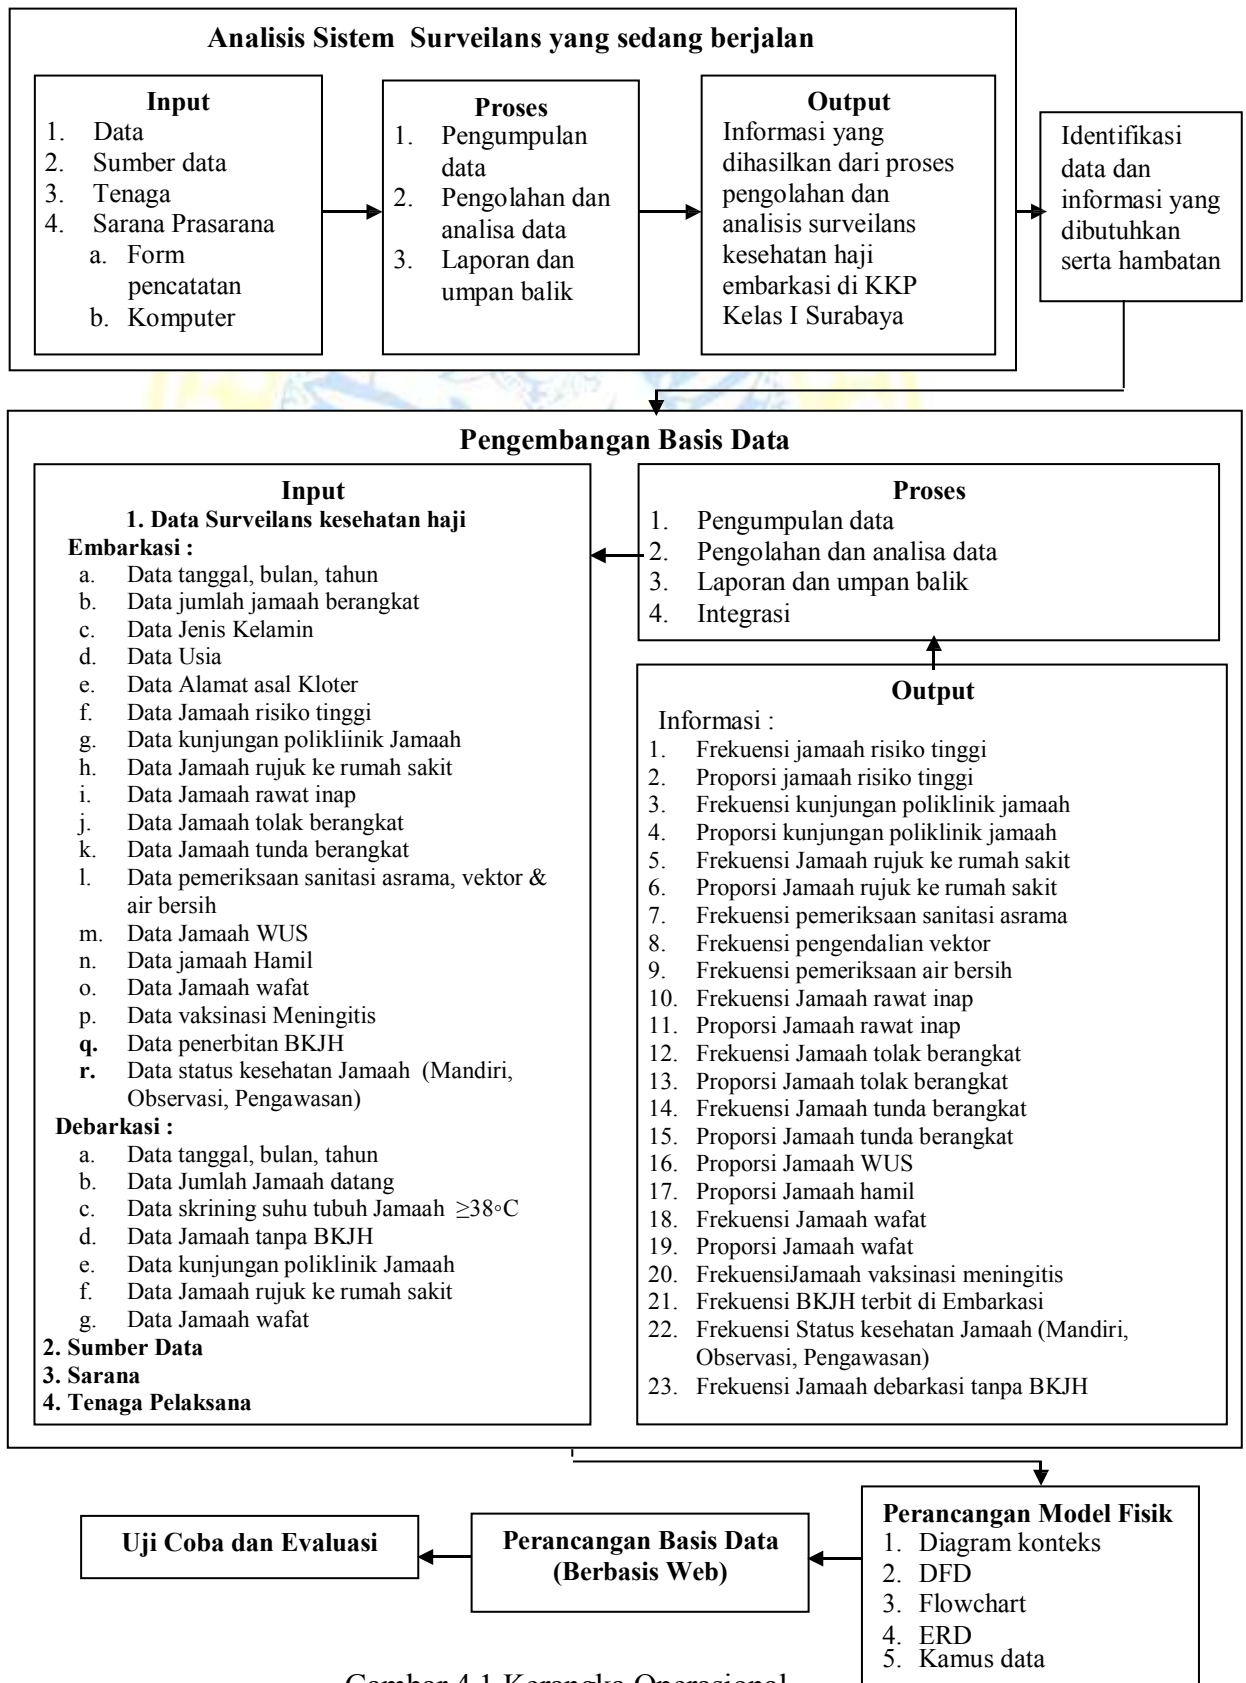 Analisis Sistem Surveilans yang sedang berjalan
Input
1. Data
2. Sumber data
3. Tenaga
4. Sarana Prasarana
a. Form
pencatatan
b. Komputer
Proses
1. Pengumpulan
data
2. Pengolahan dan
analisa data
3. Laporan dan
umpan balik
Output
Informasi yang
dihasilkan dari proses
pengolahan dan
analisis surveilans
kesehatan haji
embarkasi di KKP
Kelas I Surabaya
Identifikasi
data dan
informasi yang
dibutuhkan
serta hambatan
Pengembangan Basis Data
Input
1. Data Surveilans kesehatan haji
Embarkasi :
a. Data tanggal, bulan, tahun
b. Data jumlah jamaah berangkat
c. Data Jenis Kelamin
d. Data Usia
e. Data Alamat asal Kloter
f. Data Jamaah risiko tinggi
g. Data kunjungan polikliinik Jamaah
h. Data Jamaah rujuk ke rumah sakit
i. Data Jamaah rawat inap
j. Data Jamaah tolak berangkat
k. Data Jamaah tunda berangkat
l. Data pemeriksaan sanitasi asrama, vektor &
air bersih
m. Data Jamaah WUS
n. Data jamaah Hamil
o. Data Jamaah wafat
p. Data vaksinasi Meningitis
q. Data penerbitan BKJH
r. Data status kesehatan Jamaah (Mandiri,
Observasi, Pengawasan)
Debarkasi :
a. Data tanggal, bulan, tahun
b. Data Jumlah Jamaah datang
c. Data skrining suhu tubuh Jamaah ≥38◦C
d. Data Jamaah tanpa BKJH
e. Data kunjungan poliklinik Jamaah
f. Data Jamaah rujuk ke rumah sakit
g. Data Jamaah wafat
2. Sumber Data
3. Sarana
4. Tenaga Pelaksana
Proses
1. Pengumpulan data
2. Pengolahan dan analisa data
3. Laporan dan umpan balik
4. Integrasi
Output
Informasi :
1. Frekuensi jamaah risiko tinggi
2. Proporsi jamaah risiko tinggi
3. Frekuensi kunjungan poliklinik jamaah
4. Proporsi kunjungan poliklinik jamaah
5. Frekuensi Jamaah rujuk ke rumah sakit
6. Proporsi Jamaah rujuk ke rumah sakit
7. Frekuensi pemeriksaan sanitasi asrama
8. Frekuensi pengendalian vektor
9. Frekuensi pemeriksaan air bersih
10. Frekuensi Jamaah rawat inap
11. Proporsi Jamaah rawat inap
12. Frekuensi Jamaah tolak berangkat
13. Proporsi Jamaah tolak berangkat
14. Frekuensi Jamaah tunda berangkat
15. Proporsi Jamaah tunda berangkat
16. Proporsi Jamaah WUS
17. Proporsi Jamaah hamil
18. Frekuensi Jamaah wafat
19. Proporsi Jamaah wafat
20. FrekuensiJamaah vaksinasi meningitis
21. Frekuensi BKJH terbit di Embarkasi
22. Frekuensi Status kesehatan Jamaah (Mandiri,
Observasi, Pengawasan)
23. Frekuensi Jamaah debarkasi tanpa BKJH
Uji Coba dan Evaluasi
Perancangan Basis Data
(Berbasis Web)
Perancangan Model Fisik
1. Diagram konteks
2. DFD
3. Flowchart
4. ERD
5. Kamus data
Gambar 4.1 Kerangka Operasional